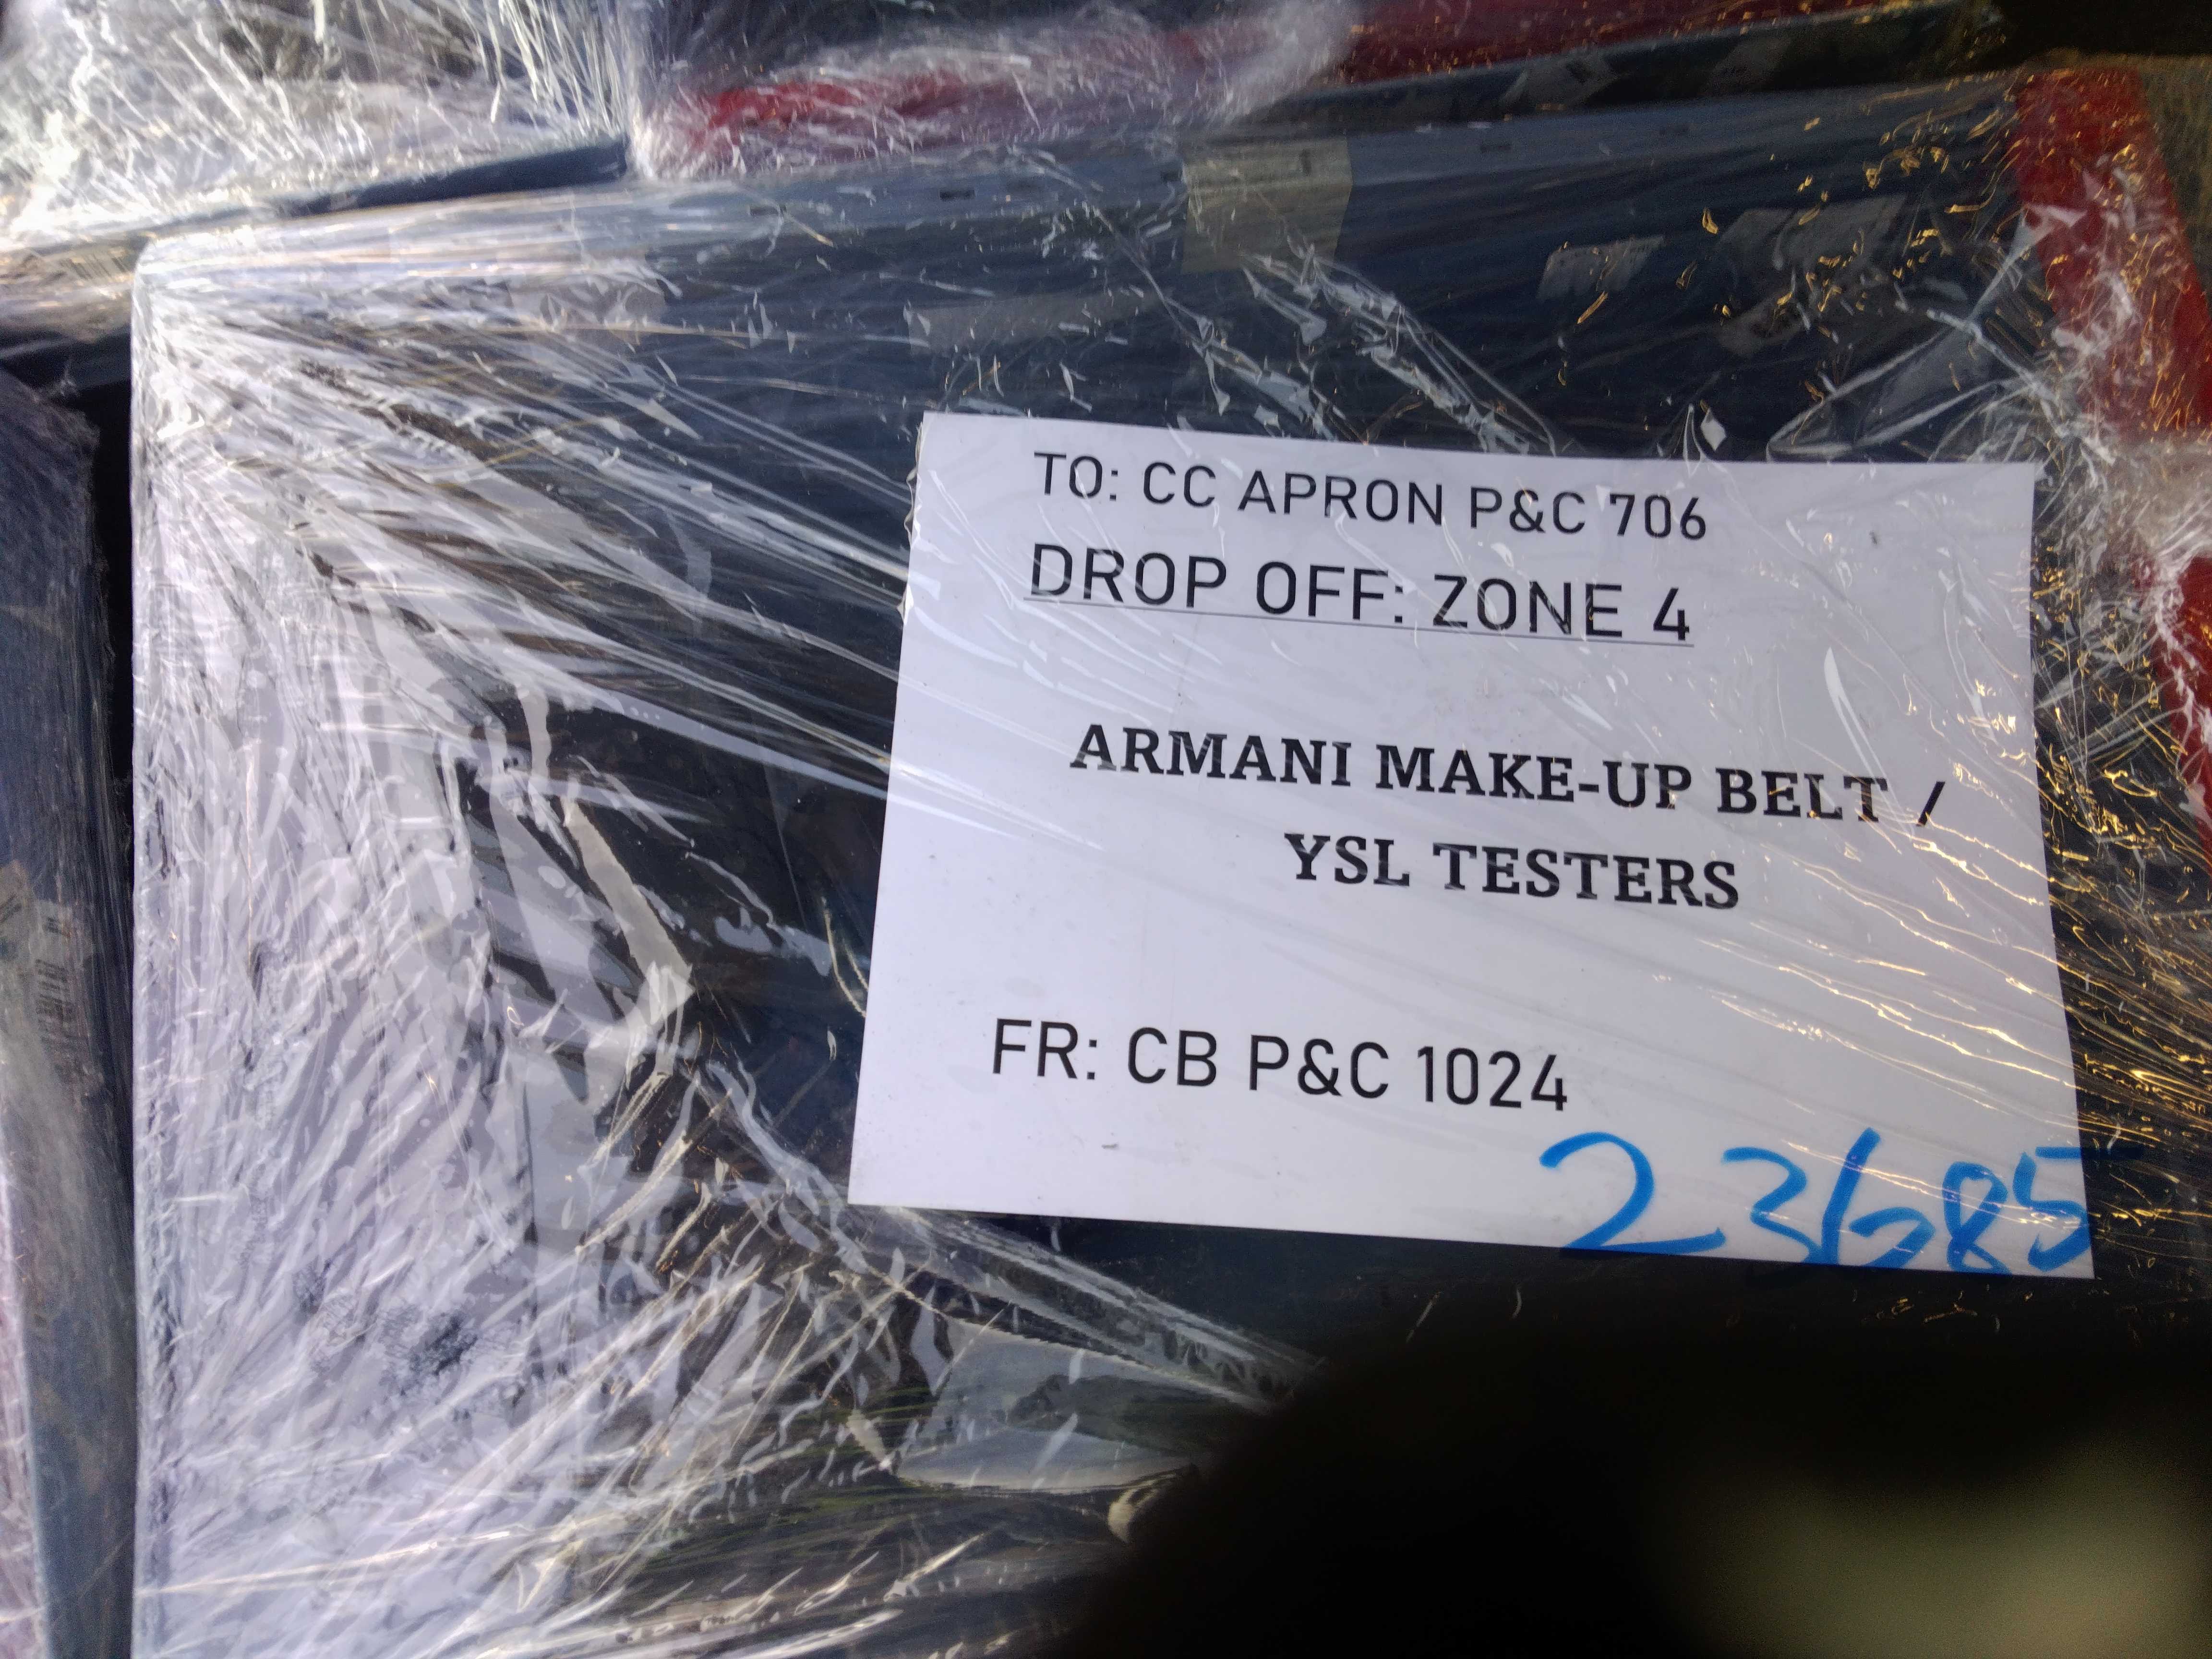 TO: CC APRON P&C 706
DROP OFF: ZONE 4
ARMANI MAKE-UP BELT /
YSL TESTERS
FR: CB P&C 1024
23685